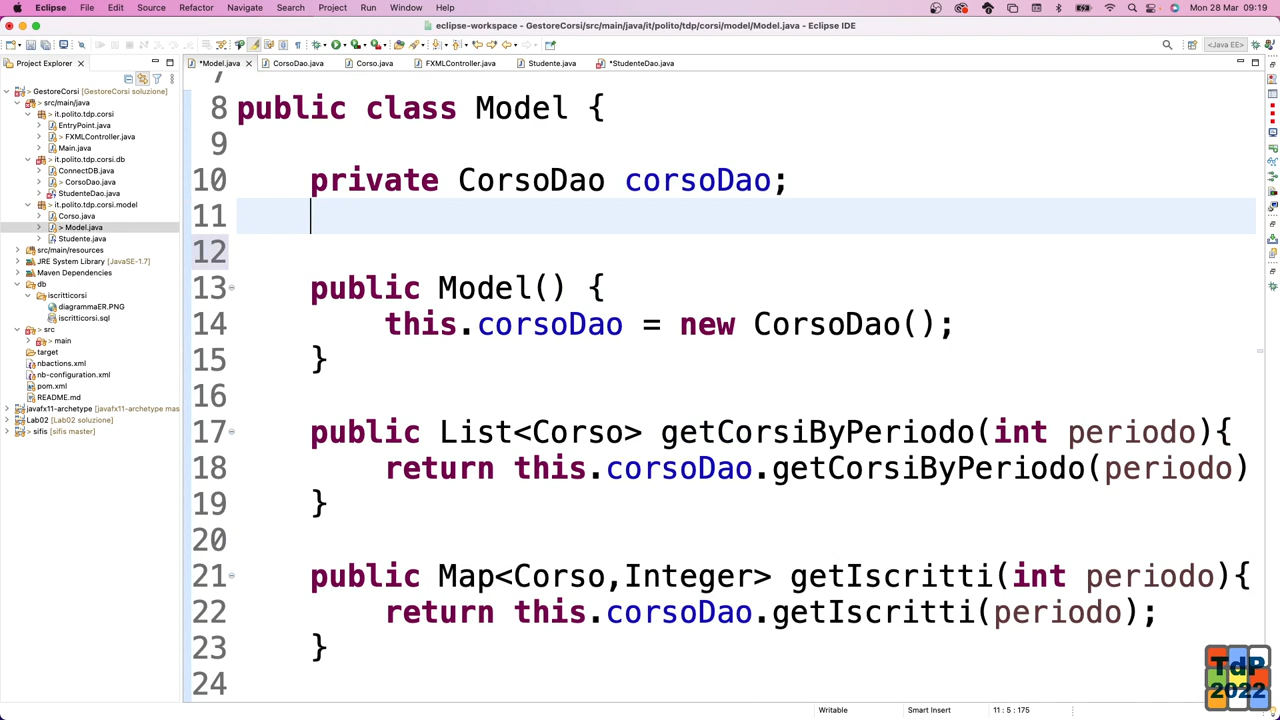 Eclipse File Edit Source Refactor Navigate Search Project Run Window Help Mon 28 Mar 09:19
eclipse-workspace - GestoreCorsi/src/main/java/it/polito/tdp/corsi/model/Model.java - Eclipse IDE
<Java EE>
Project Explorer
*Model.java CorsoDao.java Corso.java FXMLController.java Studente.java *StudenteDao.java
GestoreCorsi [GestoreCorsi soluzione]
src/main/java
it.polito.tdp.corsi
EntryPoint.java
> FXMLController.java
Main.java
it.polito.tdp.corsi.db
ConnectDB.java
> CorsoDao.java
StudenteDao.java
it.polito.tdp.corsi.model
Corso.java
> Model.java
Studente.java
src/main/resources
JRE System Library [JavaSE-1.7]
Maven Dependencies
db
iscritticorsi
diagrammaER.PNG
iscritticorsi.sql
src
main
target
nbactions.xml
nb-configuration.xml
pom.xml
README.md
javafx11-archetype [javafx11-archetype mas
Lab02 [Lab02 soluzione]
> sifis [sifis master]
7
8 public class Model {
9
10 private CorsoDao corsoDao;
11
12
13 public Model() {
14 this.corsoDao = new CorsoDao();
15 }
16
17 public List<Corso> getCorsiByPeriodo(int periodo){
18 return this.corsoDao.getCorsiByPeriodo(periodo)
19 }
20
21 public Map<Corso,Integer> getIscritti(int periodo){
22 return this.corsoDao.getIscritti(periodo);
23 }
24
TdP
2022
Writable Smart Insert 11 : 5 : 175